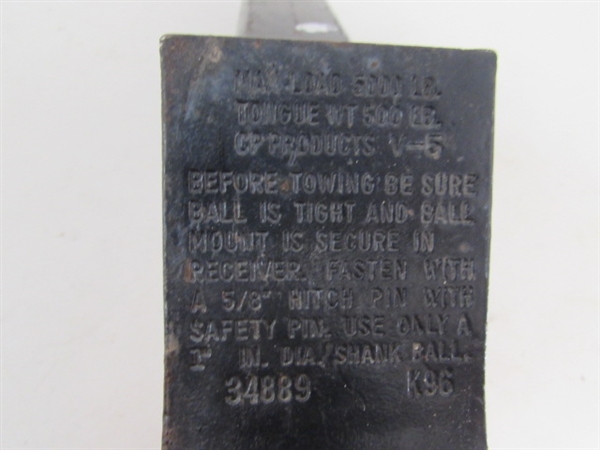 MAX LOAD 5000 LB.
TONGUE WT 500 LB.
CP PRODUCTS V-5
BEFORE TOWING BE SURE
BALL IS TIGHT AND BALL
MOUNT IS SECURE IN
RECEIVER. FASTEN WITH
A 5/8" HITCH PIN WITH
SAFETY PIN. USE ONLY A
1" IN. DIA. SHANK BALL.
34889 K96